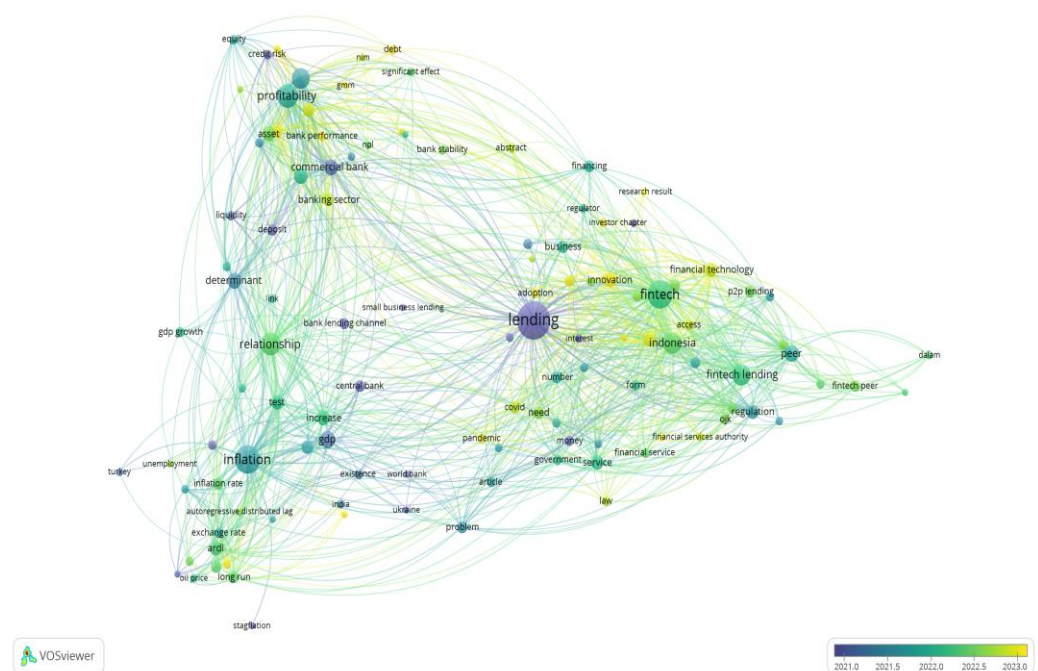 equity
credit risk
nim
debt
significant effect
gmm
profitability
asset
bank performance
npl
bank stability
abstract
commercial bank
financing
banking sector
research result
liquidity
regulator
investor chapter
deposit
business
determinant
innovation
financial technology
adoption
fintech
p2p lending
link
small business lending
bank lending channel
lending
access
gdp growth
relationship
interest
indonesia
peer
dalam
central bank
number
form
fintech lending
fintech peer
test
covid
need
increase
ojk
regulation
pandemic
money
financial services authority
gdp
inflation
government
service
financial service
turkey
unemployment
existence
world bank
inflation rate
article
autoregressive distributed lag
india
ukraine
law
exchange rate
problem
ardl
oil price
long run
stagflation
VOSviewer
2021.0 2021.5 2022.0 2022.5 2023.0